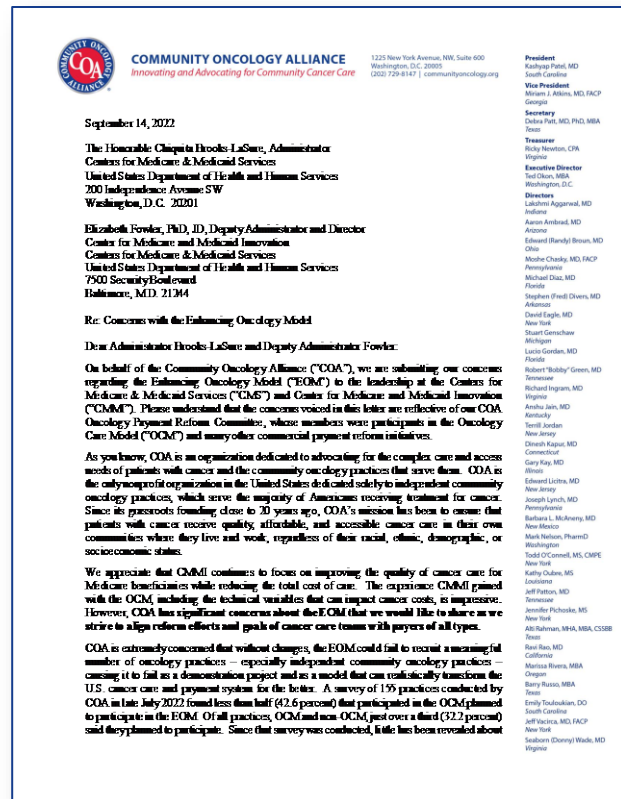 COMMUNITY ONCOLOGY
COA
ALLIANCE
COMMUNITY ONCOLOGY ALLIANCE
Innovating and Advocating for Community Cancer Care
1225 New York Avenue, NW, Suite 600
Washington, D.C. 20005
(202) 729-8147 | communityoncology.org
September 14, 2022
The Honorable Chiquita Brooks-LaSure, Administrator
Centers for Medicare & Medicaid Services
United States Department of Health and Human Services
200 Independence Avenue SW
Washington, D.C. 20201
Elizabeth Fowler, PhD, JD, Deputy Administrator and Director
Center for Medicare and Medicaid Innovation
Centers for Medicare & Medicaid Services
United States Department of Health and Human Services
7500 Security Boulevard
Baltimore, M.D. 21244
Re: Concerns with the Enhancing Oncology Model
Dear Administrator Brooks-LaSure and Deputy Administrator Fowler:
On behalf of the Community Oncology Alliance ("COA"), we are submitting our concerns
regarding the Enhancing Oncology Model ("EOM") to the leadership at the Centers for
Medicare & Medicaid Services ("CMS") and Center for Medicare and Medicaid Innovation
("CMMI"). Please understand that the concerns voiced in this letter are reflective of our COA
Oncology Payment Reform Committee, whose members were participants in the Oncology
Care Model ("OCM") and many other commercial payment reform initiatives.
As you know, COA is an organization dedicated to advocating for the complex care and access
needs of patients with cancer and the community oncology practices that serve them. COA is
the only nonprofit organization in the United States dedicated solely to independent community
oncology practices, which serve the majority of Americans receiving treatment for cancer.
Since its grassroots founding close to 20 years ago, COA's mission has been to ensure that
patients with cancer receive quality, affordable, and accessible cancer care in their own
communities where they live and work, regardless of their racial, ethnic, demographic, or
socioeconomic status.
We appreciate that CMMI continues to focus on improving the quality of cancer care for
Medicare beneficiaries while reducing the total cost of care. The experience CMMI gained
with the OCM, including the technical variables that can impact cancer costs, is impressive.
However, COA has significant concerns about the EOM that we would like to share as we
strive to align reform efforts and goals of cancer care teams with payers of all types.
COA is extremely concerned that without changes, the EOM could fail to recruit a meaningful
number of oncology practices – especially independent community oncology practices –
causing it to fail as a demonstration project and as a model that can realistically transform the
U.S. cancer care and payment system for the better. A survey of 155 practices conducted by
COA in late July 2022 found less than half (42.6 percent) that participated in the OCM planned
to participate in the EOM. Of all practices, OCM and non-OCM, just over a third (32.2 percent)
said they planned to participate. Since that survey was conducted, little has been revealed about
President
Kashyap Patel, MD
South Carolina
Vice President
Miriam J. Atkins, MD, FACP
Georgia
Secretary
Debra Patt, MD, PhD, MBA
Texas
Treasurer
Ricky Newton, CPA
Virginia
Executive Director
Ted Okon, MBA
Washington, D.C.
Directors
Lakshmi Aggarwal, MD
Indiana
Aaron Ambrad, MD
Arizona
Edward (Randy) Broun, MD
Ohio
Moshe Chasky, MD, FACP
Pennsylvania
Michael Diaz, MD
Florida
Stephen (Fred) Divers, MD
Arkansas
David Eagle, MD
New York
Stuart Genschaw
Michigan
Lucio Gordan, MD
Florida
Robert "Bobby" Green, MD
Tennessee
Richard Ingram, MD
Virginia
Anshu Jain, MD
Kentucky
Terrill Jordan
New Jersey
Dinesh Kapur, MD
Connecticut
Gary Kay, MD
Illinois
Edward Licitra, MD
New Jersey
Joseph Lynch, MD
Pennsylvania
Barbara L. McAneny, MD
New Mexico
Mark Nelson, PharmD
Washington
Todd O'Connell, MS, CMPE
New York
Kathy Oubre, MS
Louisiana
Jeff Patton, MD
Tennessee
Jennifer Pichoske, MS
New York
Alti Rahman, MHA, MBA, CSSBB
Texas
Ravi Rao, MD
California
Marissa Rivera, MBA
Oregon
Barry Russo, MBA
Texas
Emily Touloukian, DO
South Carolina
Jeff Vacirca, MD, FACP
New York
Seaborn (Donny) Wade, MD
Virginia